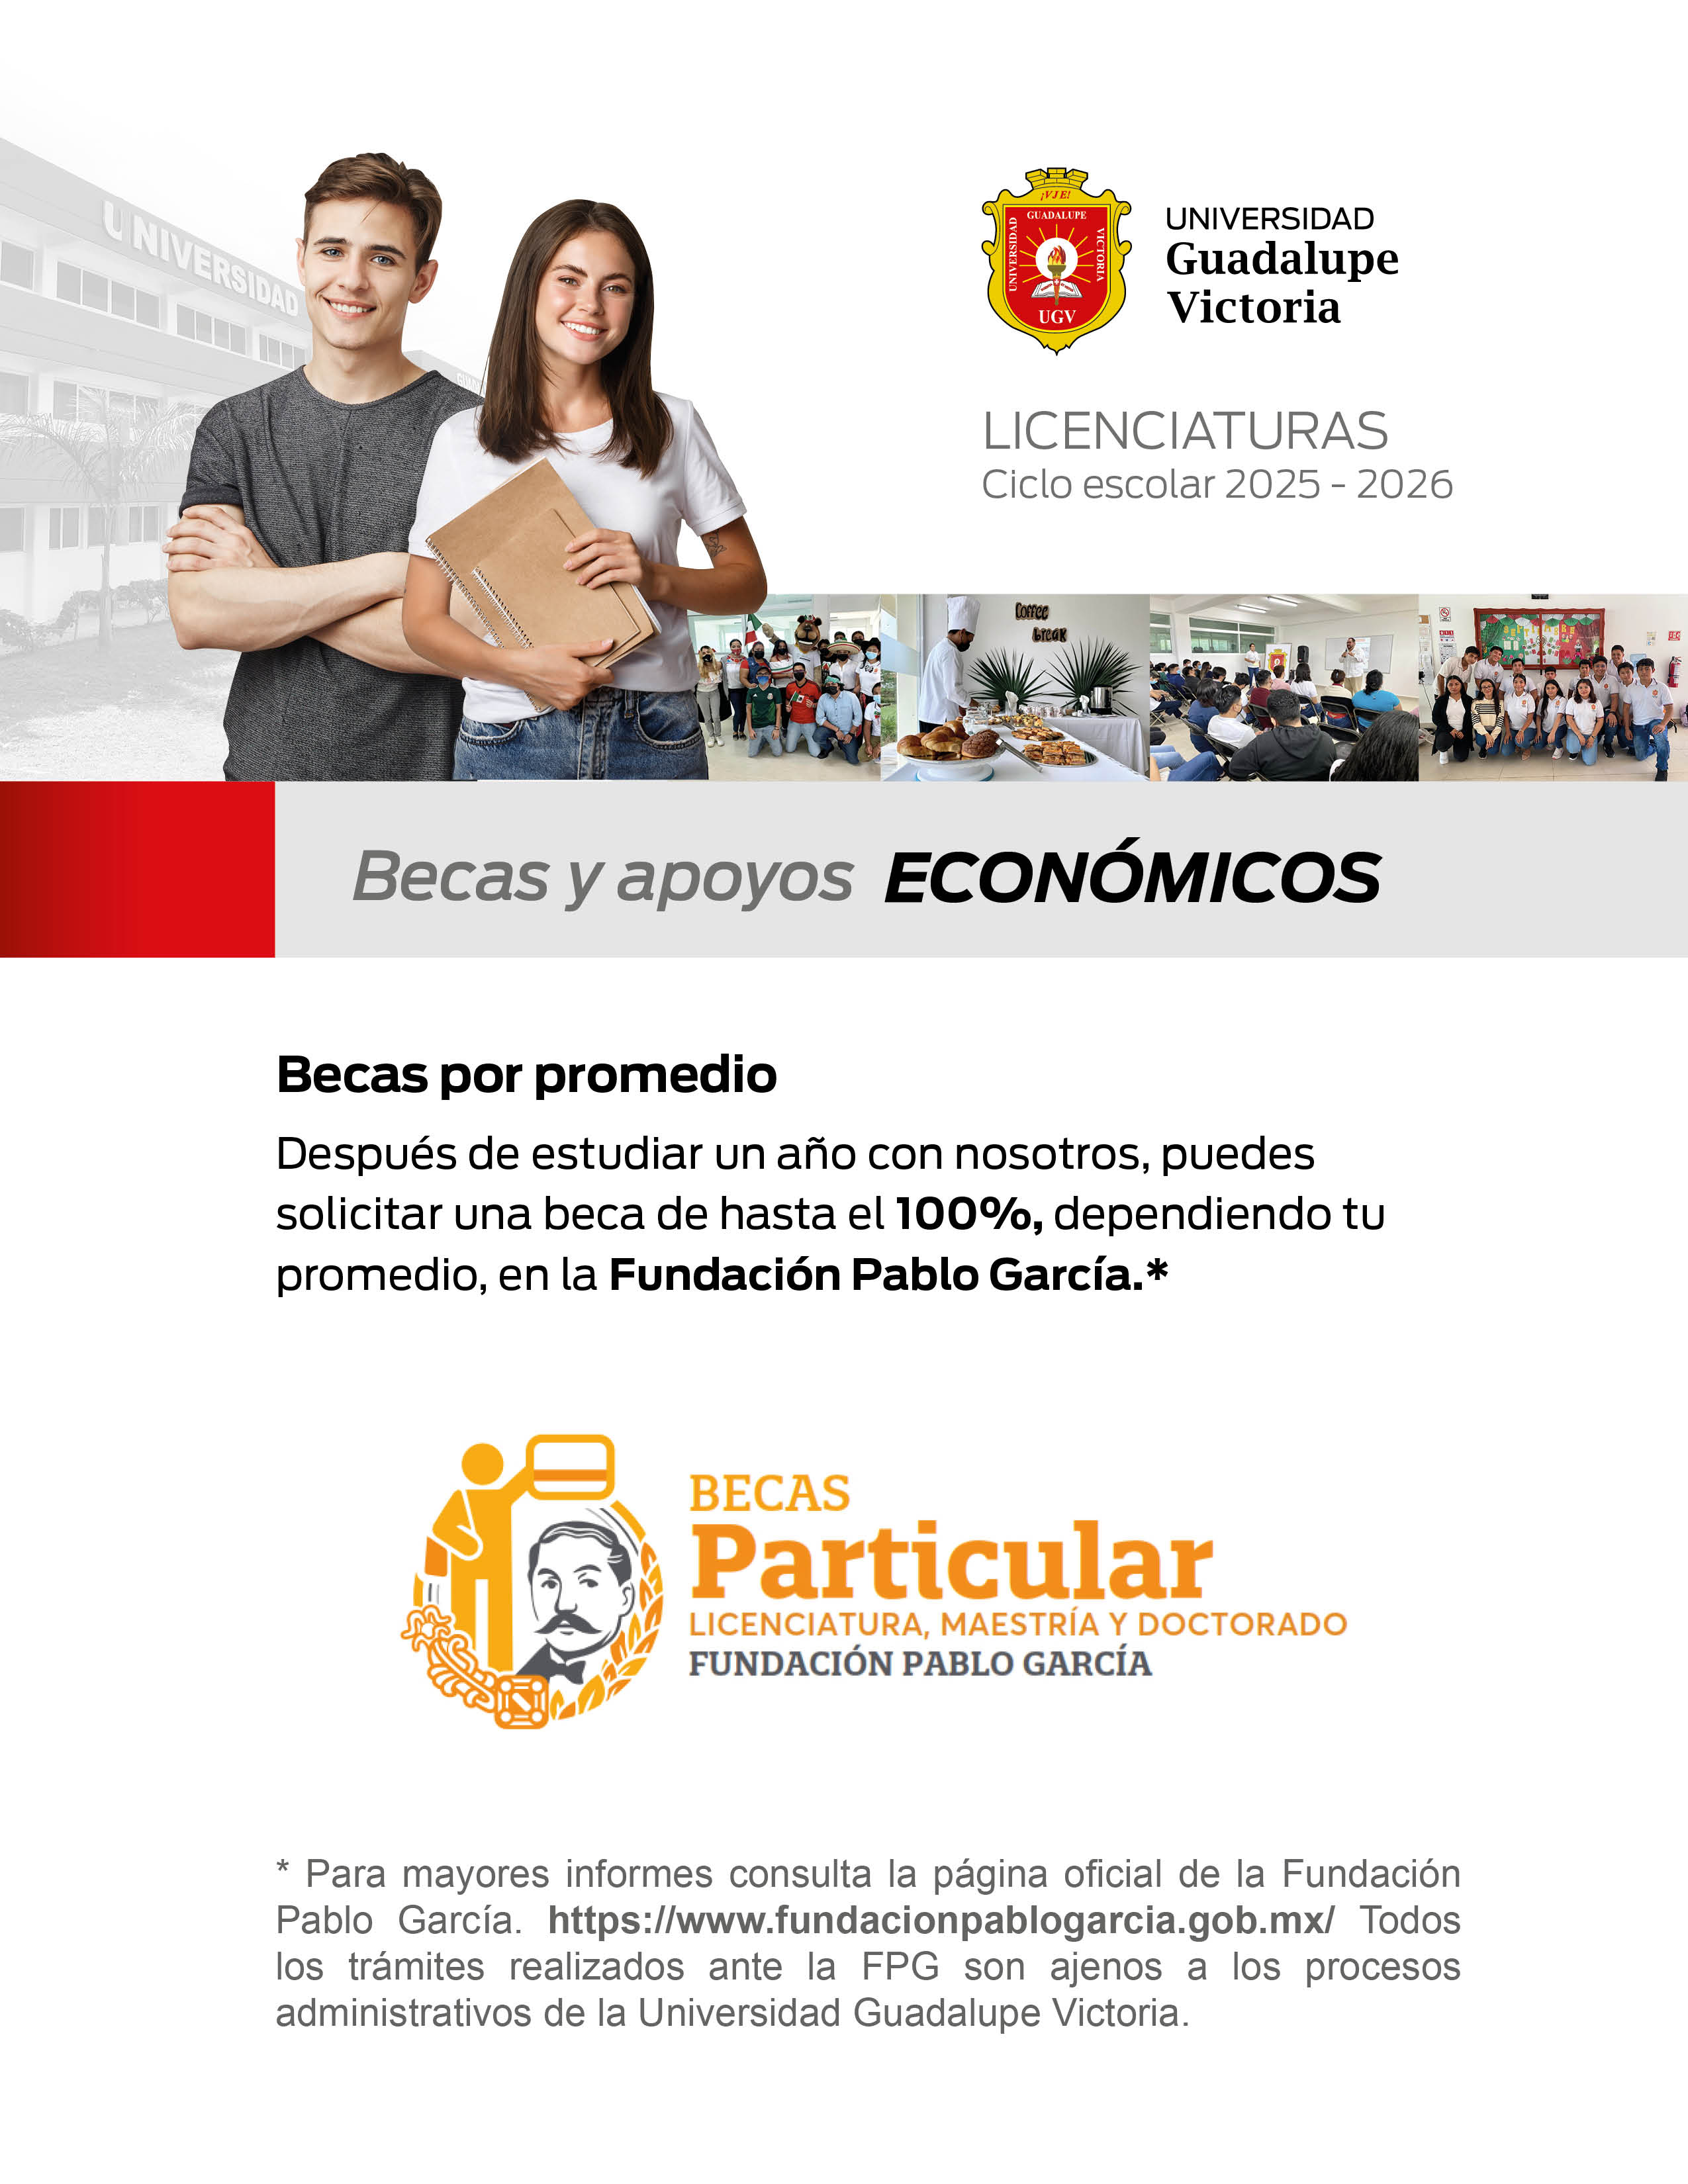 UNIVERSIDAD
¡VJE!
GUADALUPE
UNIVERSIDAD
VICTORIA
UGV
UNIVERSIDAD
Guadalupe
Victoria
LICENCIATURAS
Ciclo escolar 2025 - 2026
Coffee
break
Becas y apoyos ECONÓMICOS
Becas por promedio
Después de estudiar un año con nosotros, puedes
solicitar una beca de hasta el 100%, dependiendo tu
promedio, en la Fundación Pablo García.*
BECAS
Particular
LICENCIATURA, MAESTRÍA Y DOCTORADO
FUNDACIÓN PABLO GARCÍA
* Para mayores informes consulta la página oficial de la Fundación
Pablo García. https://www.fundacionpablogarcia.gob.mx/ Todos
los trámites realizados ante la FPG son ajenos a los procesos
administrativos de la Universidad Guadalupe Victoria.